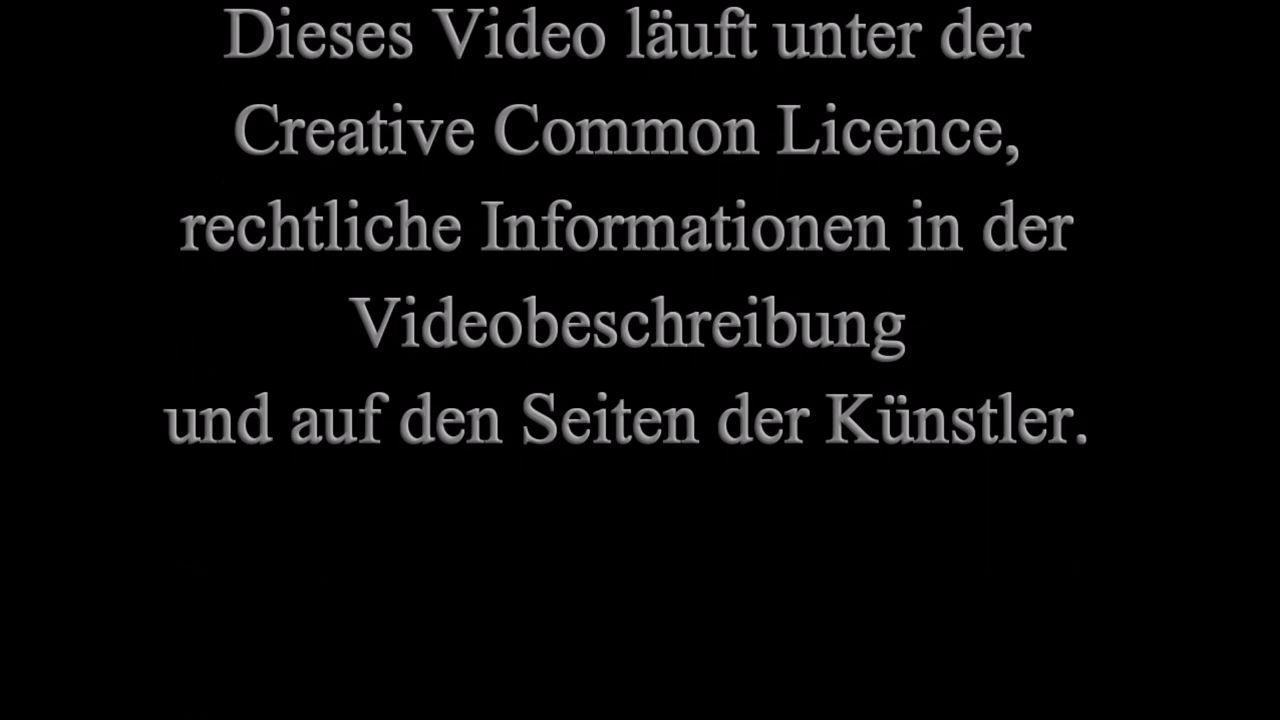 Dieses Video läuft unter der
Creative Common Licence,
rechtliche Informationen in der
Videobeschreibung
und auf den Seiten der Künstler.